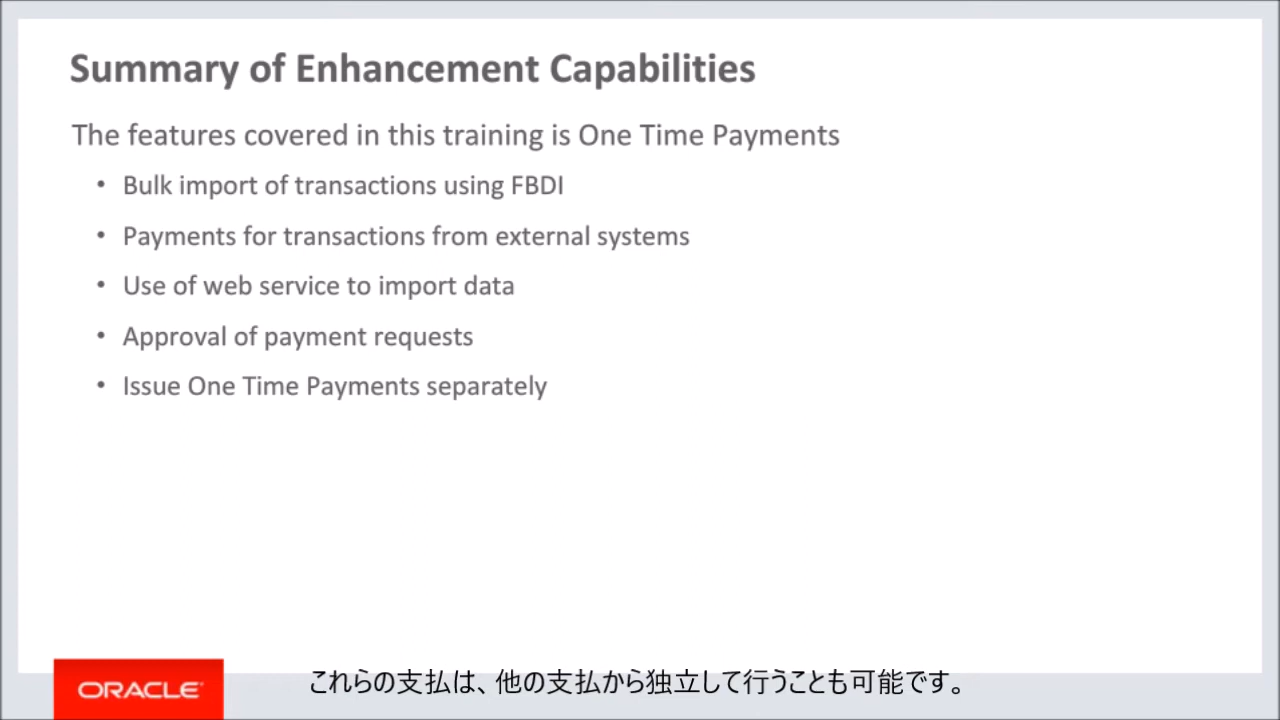 Summary of Enhancement Capabilities
The features covered in this training is One Time Payments
• Bulk import of transactions using FBDI
• Payments for transactions from external systems
• Use of web service to import data
• Approval of payment requests
• Issue One Time Payments separately
ORACLE
これらの支払は、他の支払から独立して行うことも可能です。